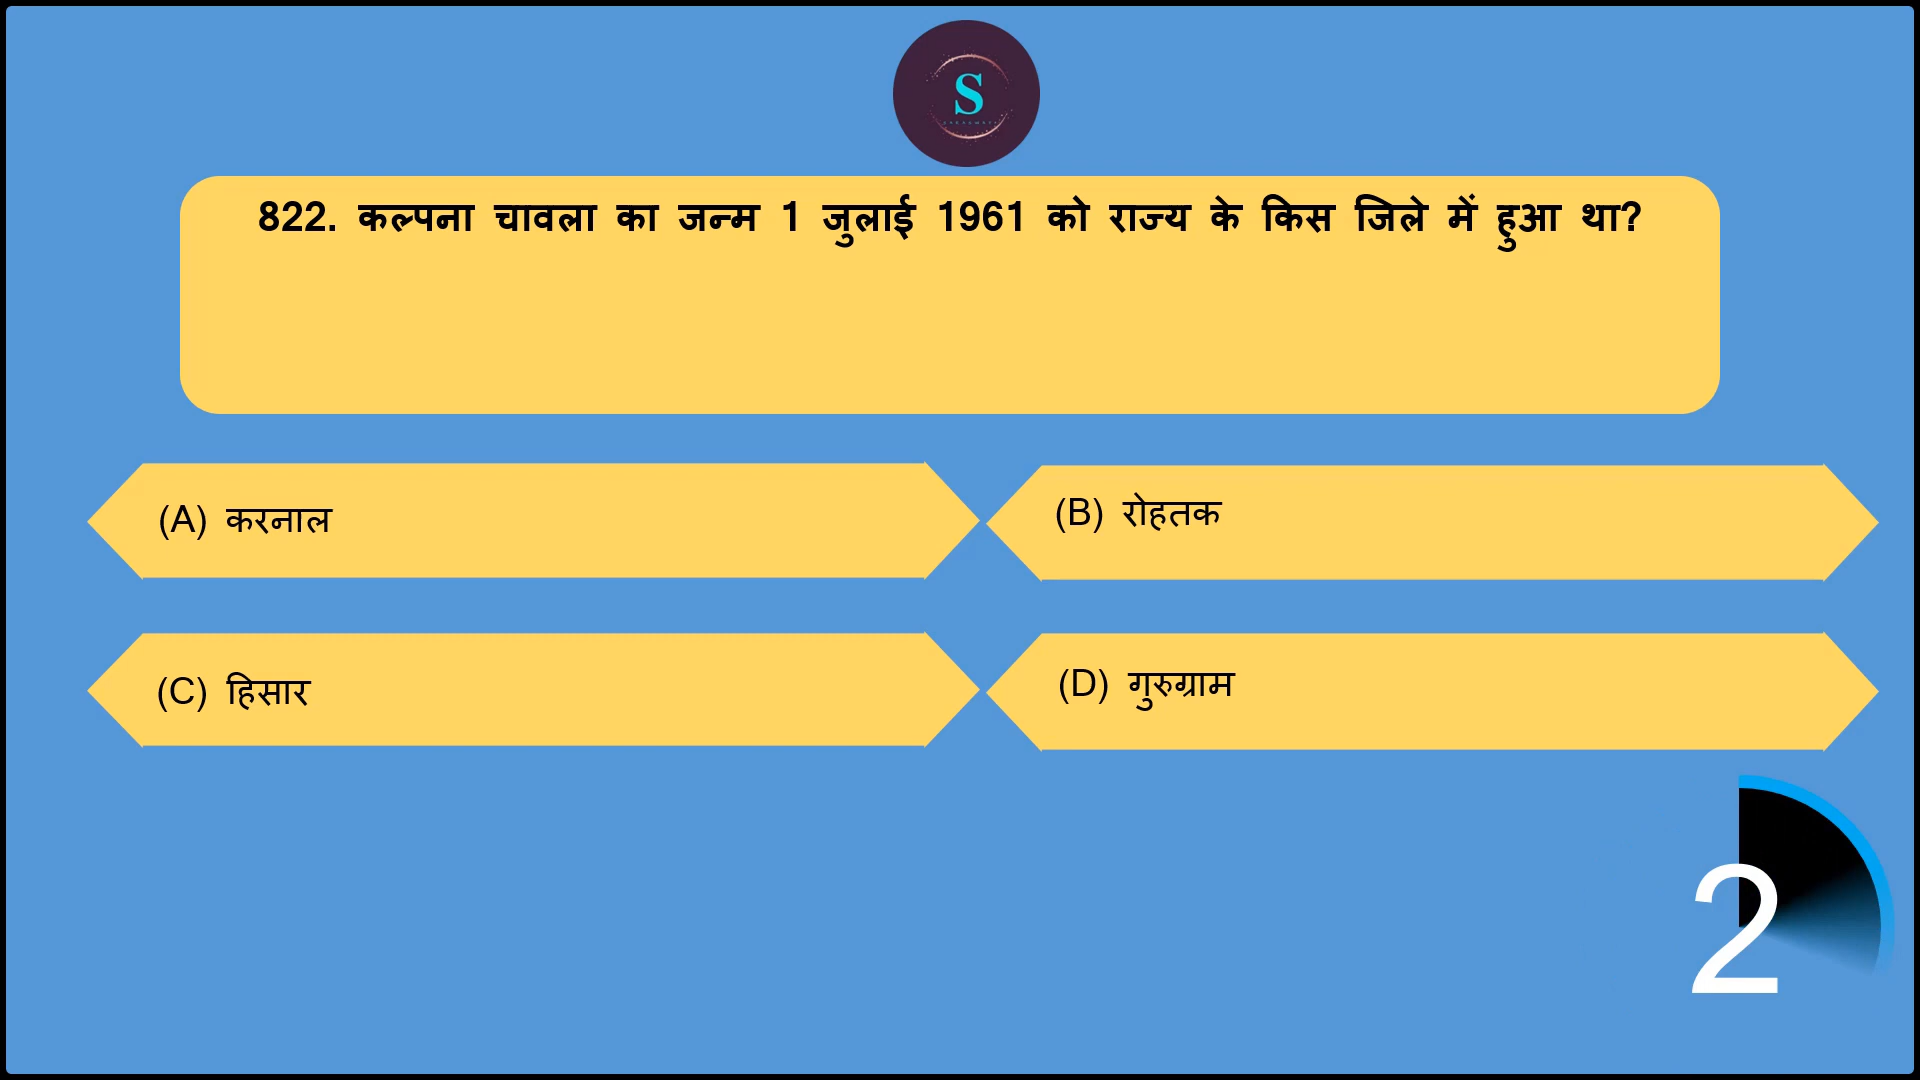 S
822. कल्पना चावला का जन्म 1 जुलाई 1961 को राज्य के किस जिले में हुआ था?
(A) करनाल
(B) रोहतक
(C) हिसार
(D) गुरुग्राम
2